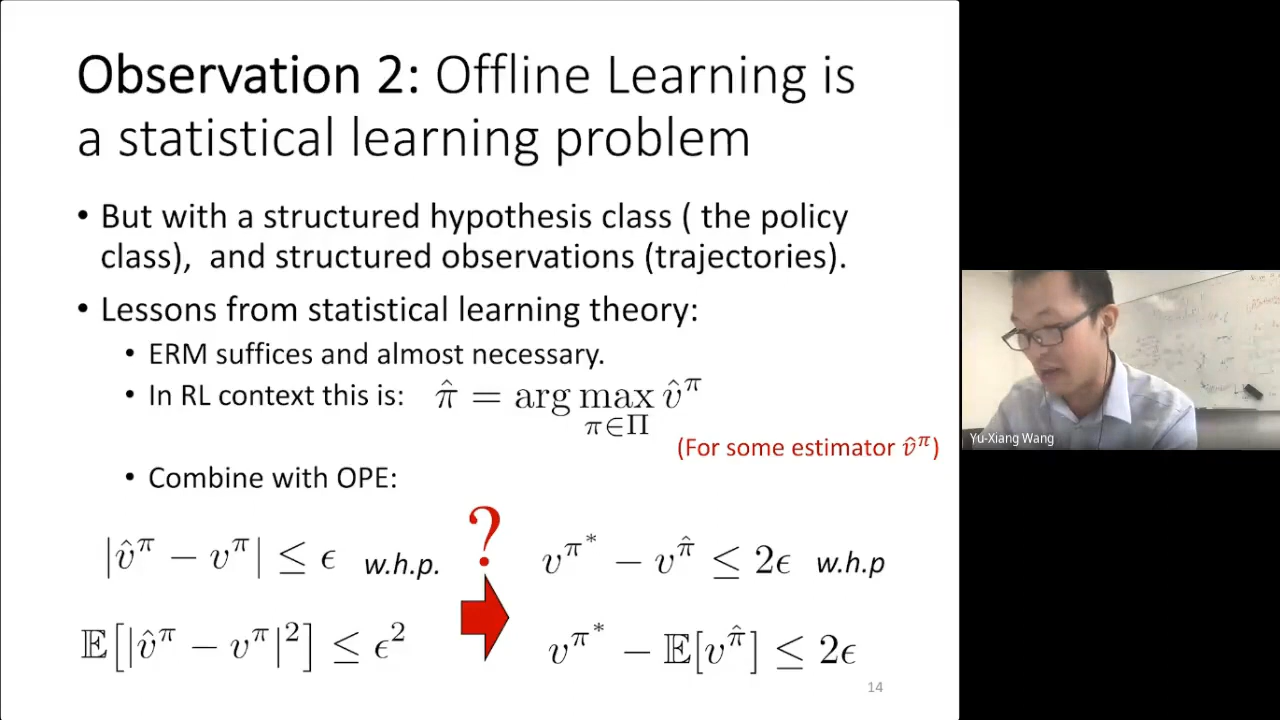 Observation 2: Offline Learning is
a statistical learning problem
• But with a structured hypothesis class ( the policy
class), and structured observations (trajectories).
• Lessons from statistical learning theory:
• ERM suffices and almost necessary.
• In RL context this is: π̂ = arg max_{π∈Π} v̂^π
(For some estimator v̂^π)
• Combine with OPE:
?
|v̂^π − v^π| ≤ ϵ w.h.p. v^{π*} − v^{π̂} ≤ 2ϵ w.h.p
𝔼[|v̂^π − v^π|²] ≤ ϵ² v^{π*} − 𝔼[v^{π̂}] ≤ 2ϵ
14
Yu-Xiang Wang